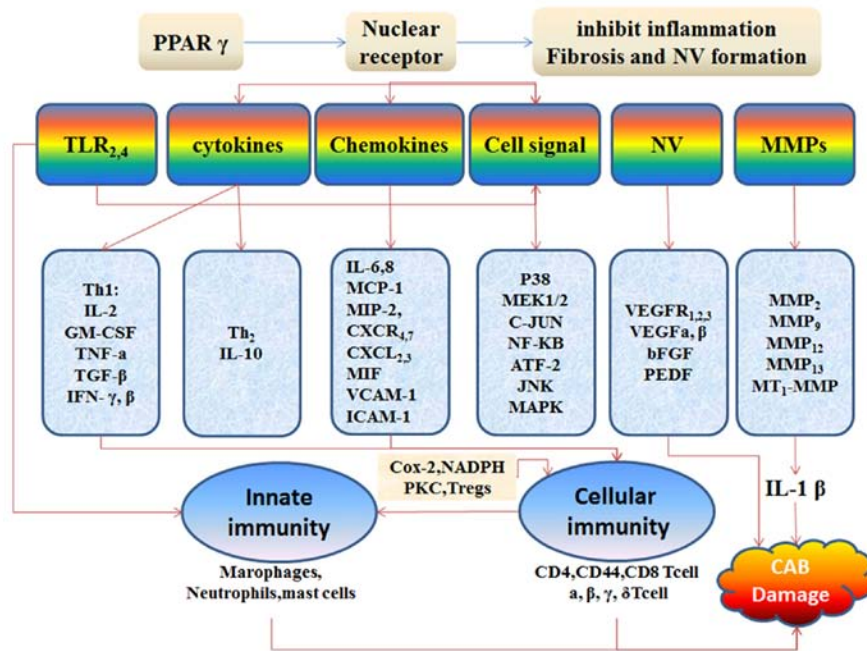 PPAR γ
Nuclear
receptor
inhibit inflammation
Fibrosis and NV formation
TLR2,4
cytokines
Chemokines
Cell signal
NV
MMPs
Th1:
IL-2
GM-CSF
TNF-a
TGF-β
IFN- γ, β
Th2
IL-10
IL-6,8
MCP-1
MIP-2,
CXCR4,7
CXCL2,3
MIF
VCAM-1
ICAM-1
P38
MEK1/2
C-JUN
NF-KB
ATF-2
JNK
MAPK
VEGFR1,2,3
VEGFa, β
bFGF
PEDF
MMP2
MMP9
MMP12
MMP13
MT1-MMP
Cox-2,NADPH
PKC,Tregs
IL-1 β
Innate
immunity
Cellular
immunity
Marophages,
Neutrophils,mast cells
CD4,CD44,CD8 Tcell
a, β, γ, δTcell
CAB
Damage